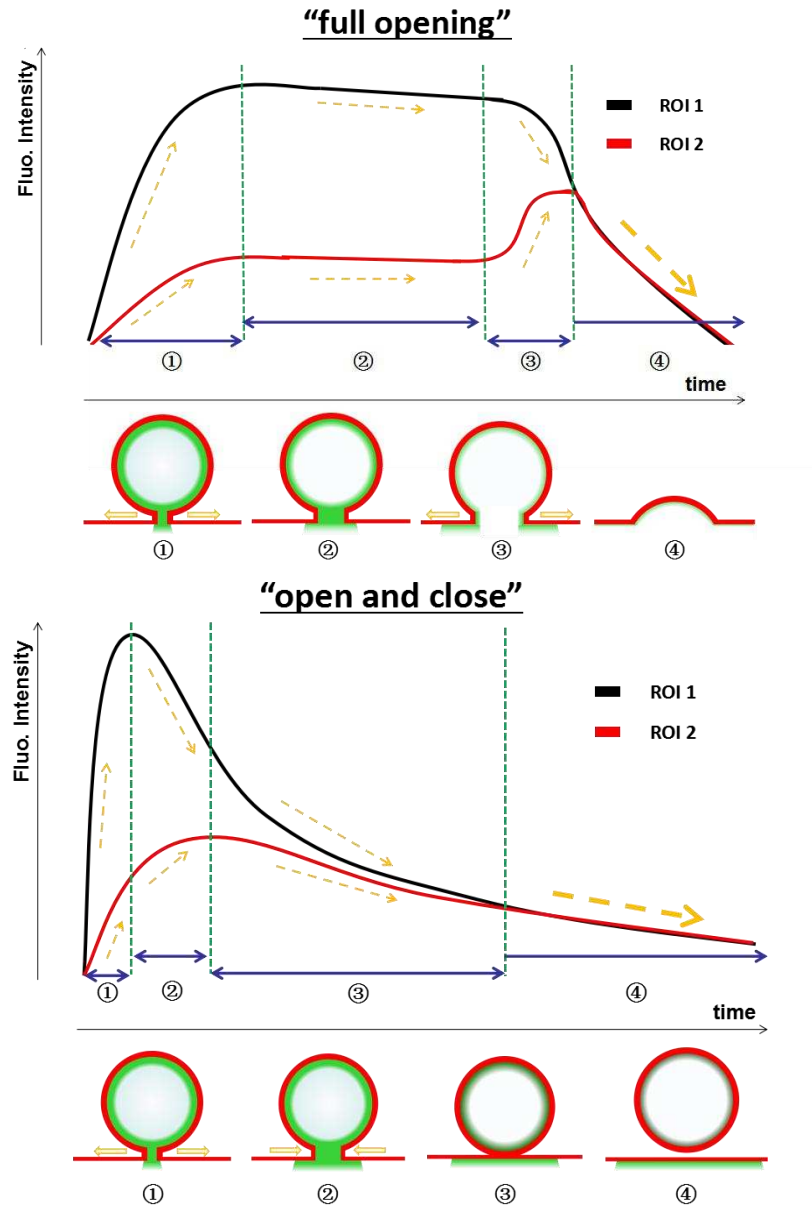 “full opening”
Fluo. Intensity
ROI 1
ROI 2
① ② ③ ④
time
① ② ③ ④
“open and close”
Fluo. Intensity
ROI 1
ROI 2
① ② ③ ④
time
① ② ③ ④